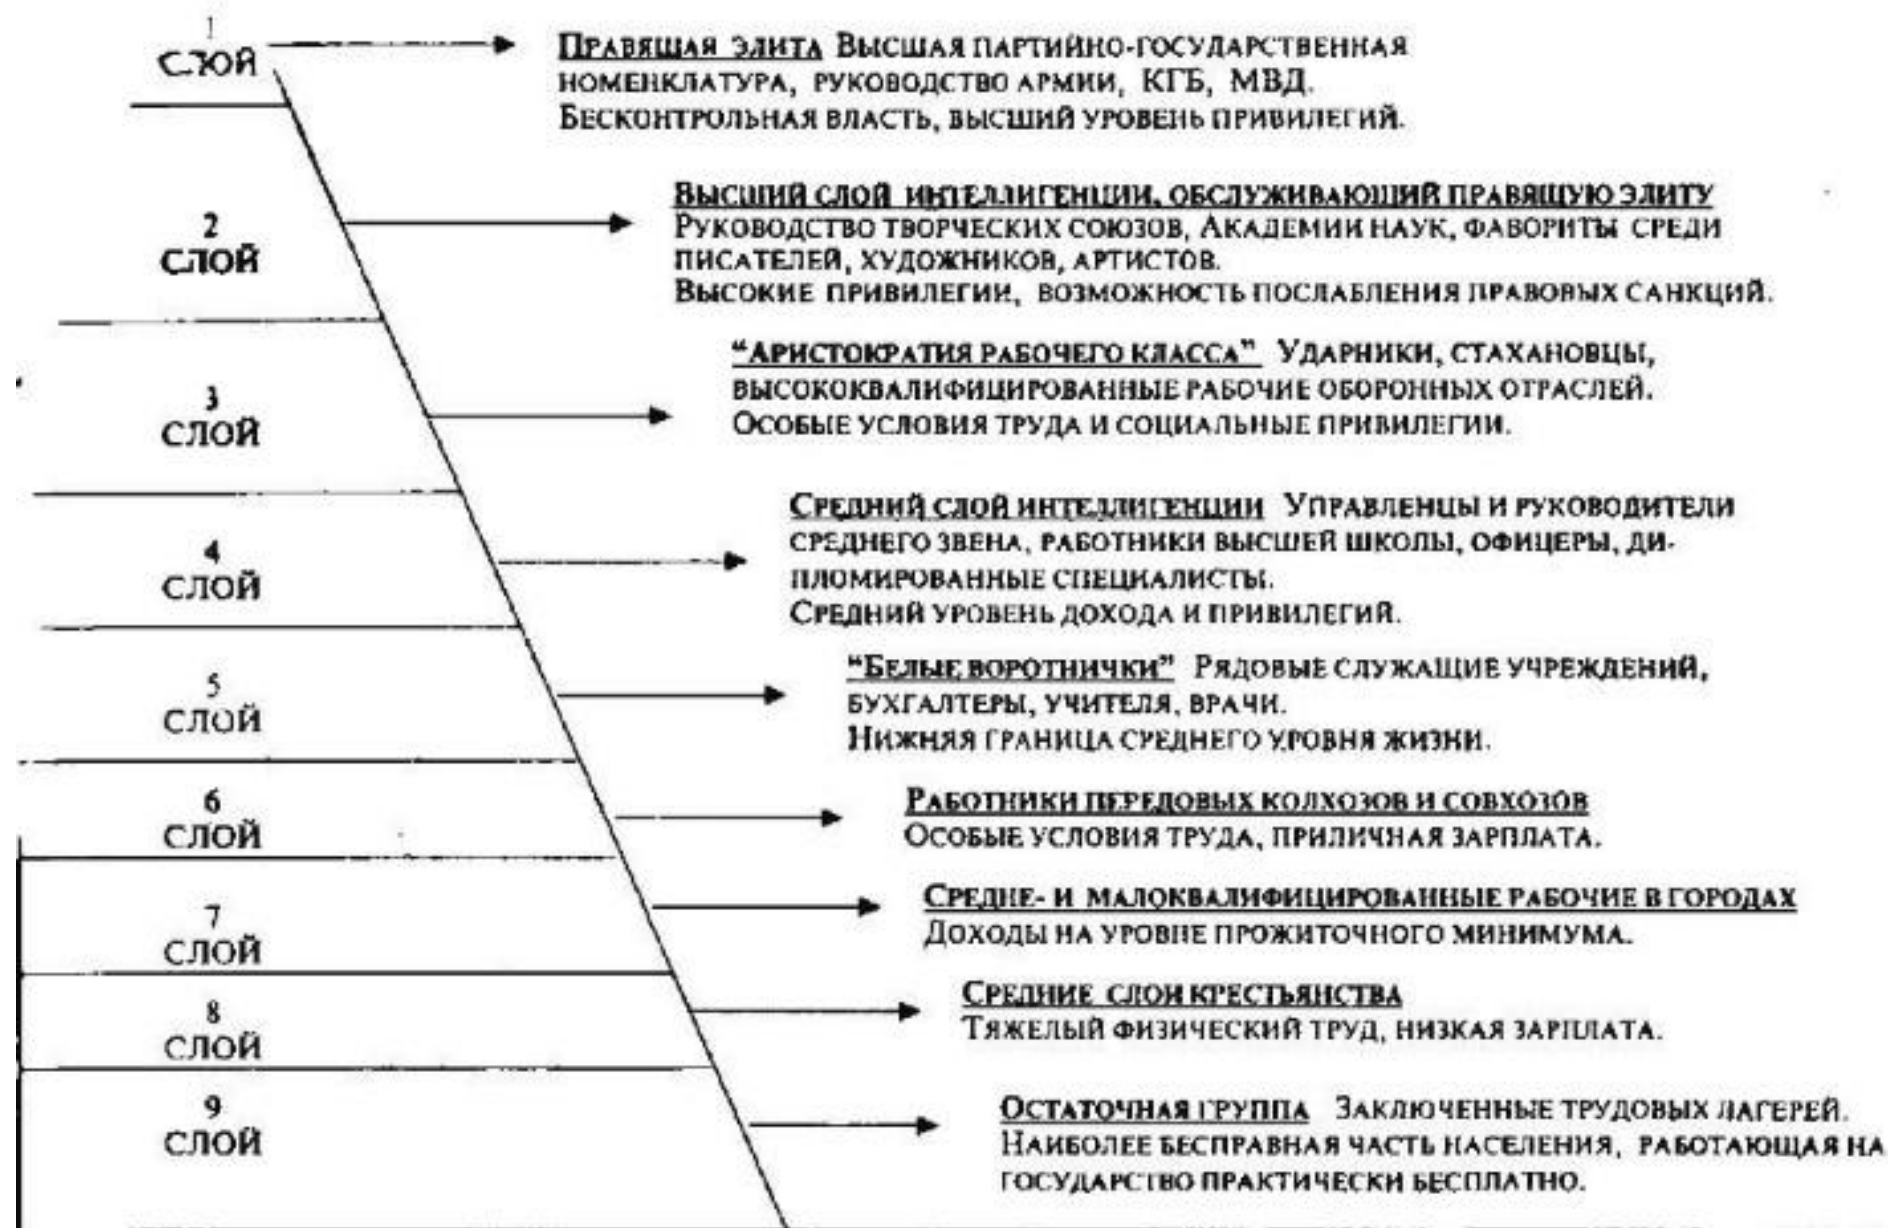 1
СЛОЙ
ПРАВЯЩАЯ ЭЛИТА ВЫСШАЯ ПАРТИЙНО-ГОСУДАРСТВЕННАЯ
НОМЕНКЛАТУРА, РУКОВОДСТВО АРМИИ, КГБ, МВД.
БЕСКОНТРОЛЬНАЯ ВЛАСТЬ, ВЫСШИЙ УРОВЕНЬ ПРИВИЛЕГИЙ.
2
СЛОЙ
ВЫСШИЙ СЛОЙ ИНТЕЛЛИГЕНЦИИ, ОБСЛУЖИВАЮЩИЙ ПРАВЯЩУЮ ЭЛИТУ
РУКОВОДСТВО ТВОРЧЕСКИХ СОЮЗОВ, АКАДЕМИИ НАУК, ФАВОРИТЫ СРЕДИ
ПИСАТЕЛЕЙ, ХУДОЖНИКОВ, АРТИСТОВ.
ВЫСОКИЕ ПРИВИЛЕГИИ, ВОЗМОЖНОСТЬ ПОСЛАБЛЕНИЯ ПРАВОВЫХ САНКЦИЙ.
3
СЛОЙ
“АРИСТОКРАТИЯ РАБОЧЕГО КЛАССА” УДАРНИКИ, СТАХАНОВЦЫ,
ВЫСОКОКВАЛИФИЦИРОВАННЫЕ РАБОЧИЕ ОБОРОННЫХ ОТРАСЛЕЙ.
ОСОБЫЕ УСЛОВИЯ ТРУДА И СОЦИАЛЬНЫЕ ПРИВИЛЕГИИ.
4
СЛОЙ
СРЕДНИЙ СЛОЙ ИНТЕЛЛИГЕНЦИИ УПРАВЛЕНЦЫ И РУКОВОДИТЕЛИ
СРЕДНЕГО ЗВЕНА, РАБОТНИКИ ВЫСШЕЙ ШКОЛЫ, ОФИЦЕРЫ, ДИ-
ПЛОМИРОВАННЫЕ СПЕЦИАЛИСТЫ.
СРЕДНИЙ УРОВЕНЬ ДОХОДА И ПРИВИЛЕГИЙ.
5
СЛОЙ
“БЕЛЫЕ ВОРОТНИЧКИ” РЯДОВЫЕ СЛУЖАЩИЕ УЧРЕЖДЕНИЙ,
БУХГАЛТЕРЫ, УЧИТЕЛЯ, ВРАЧИ.
НИЖНЯЯ ГРАНИЦА СРЕДНЕГО УРОВНЯ ЖИЗНИ.
6
СЛОЙ
РАБОТНИКИ ПЕРЕДОВЫХ КОЛХОЗОВ И СОВХОЗОВ
ОСОБЫЕ УСЛОВИЯ ТРУДА, ПРИЛИЧНАЯ ЗАРПЛАТА.
7
СЛОЙ
СРЕДНЕ- И МАЛОКВАЛИФИЦИРОВАННЫЕ РАБОЧИЕ В ГОРОДАХ
ДОХОДЫ НА УРОВНЕ ПРОЖИТОЧНОГО МИНИМУМА.
8
СЛОЙ
СРЕДНИЕ СЛОИ КРЕСТЬЯНСТВА
ТЯЖЕЛЫЙ ФИЗИЧЕСКИЙ ТРУД, НИЗКАЯ ЗАРПЛАТА.
9
СЛОЙ
ОСТАТОЧНАЯ ГРУППА ЗАКЛЮЧЕННЫЕ ТРУДОВЫХ ЛАГЕРЕЙ.
НАИБОЛЕЕ БЕСПРАВНАЯ ЧАСТЬ НАСЕЛЕНИЯ, РАБОТАЮЩАЯ НА
ГОСУДАРСТВО ПРАКТИЧЕСКИ БЕСПЛАТНО.